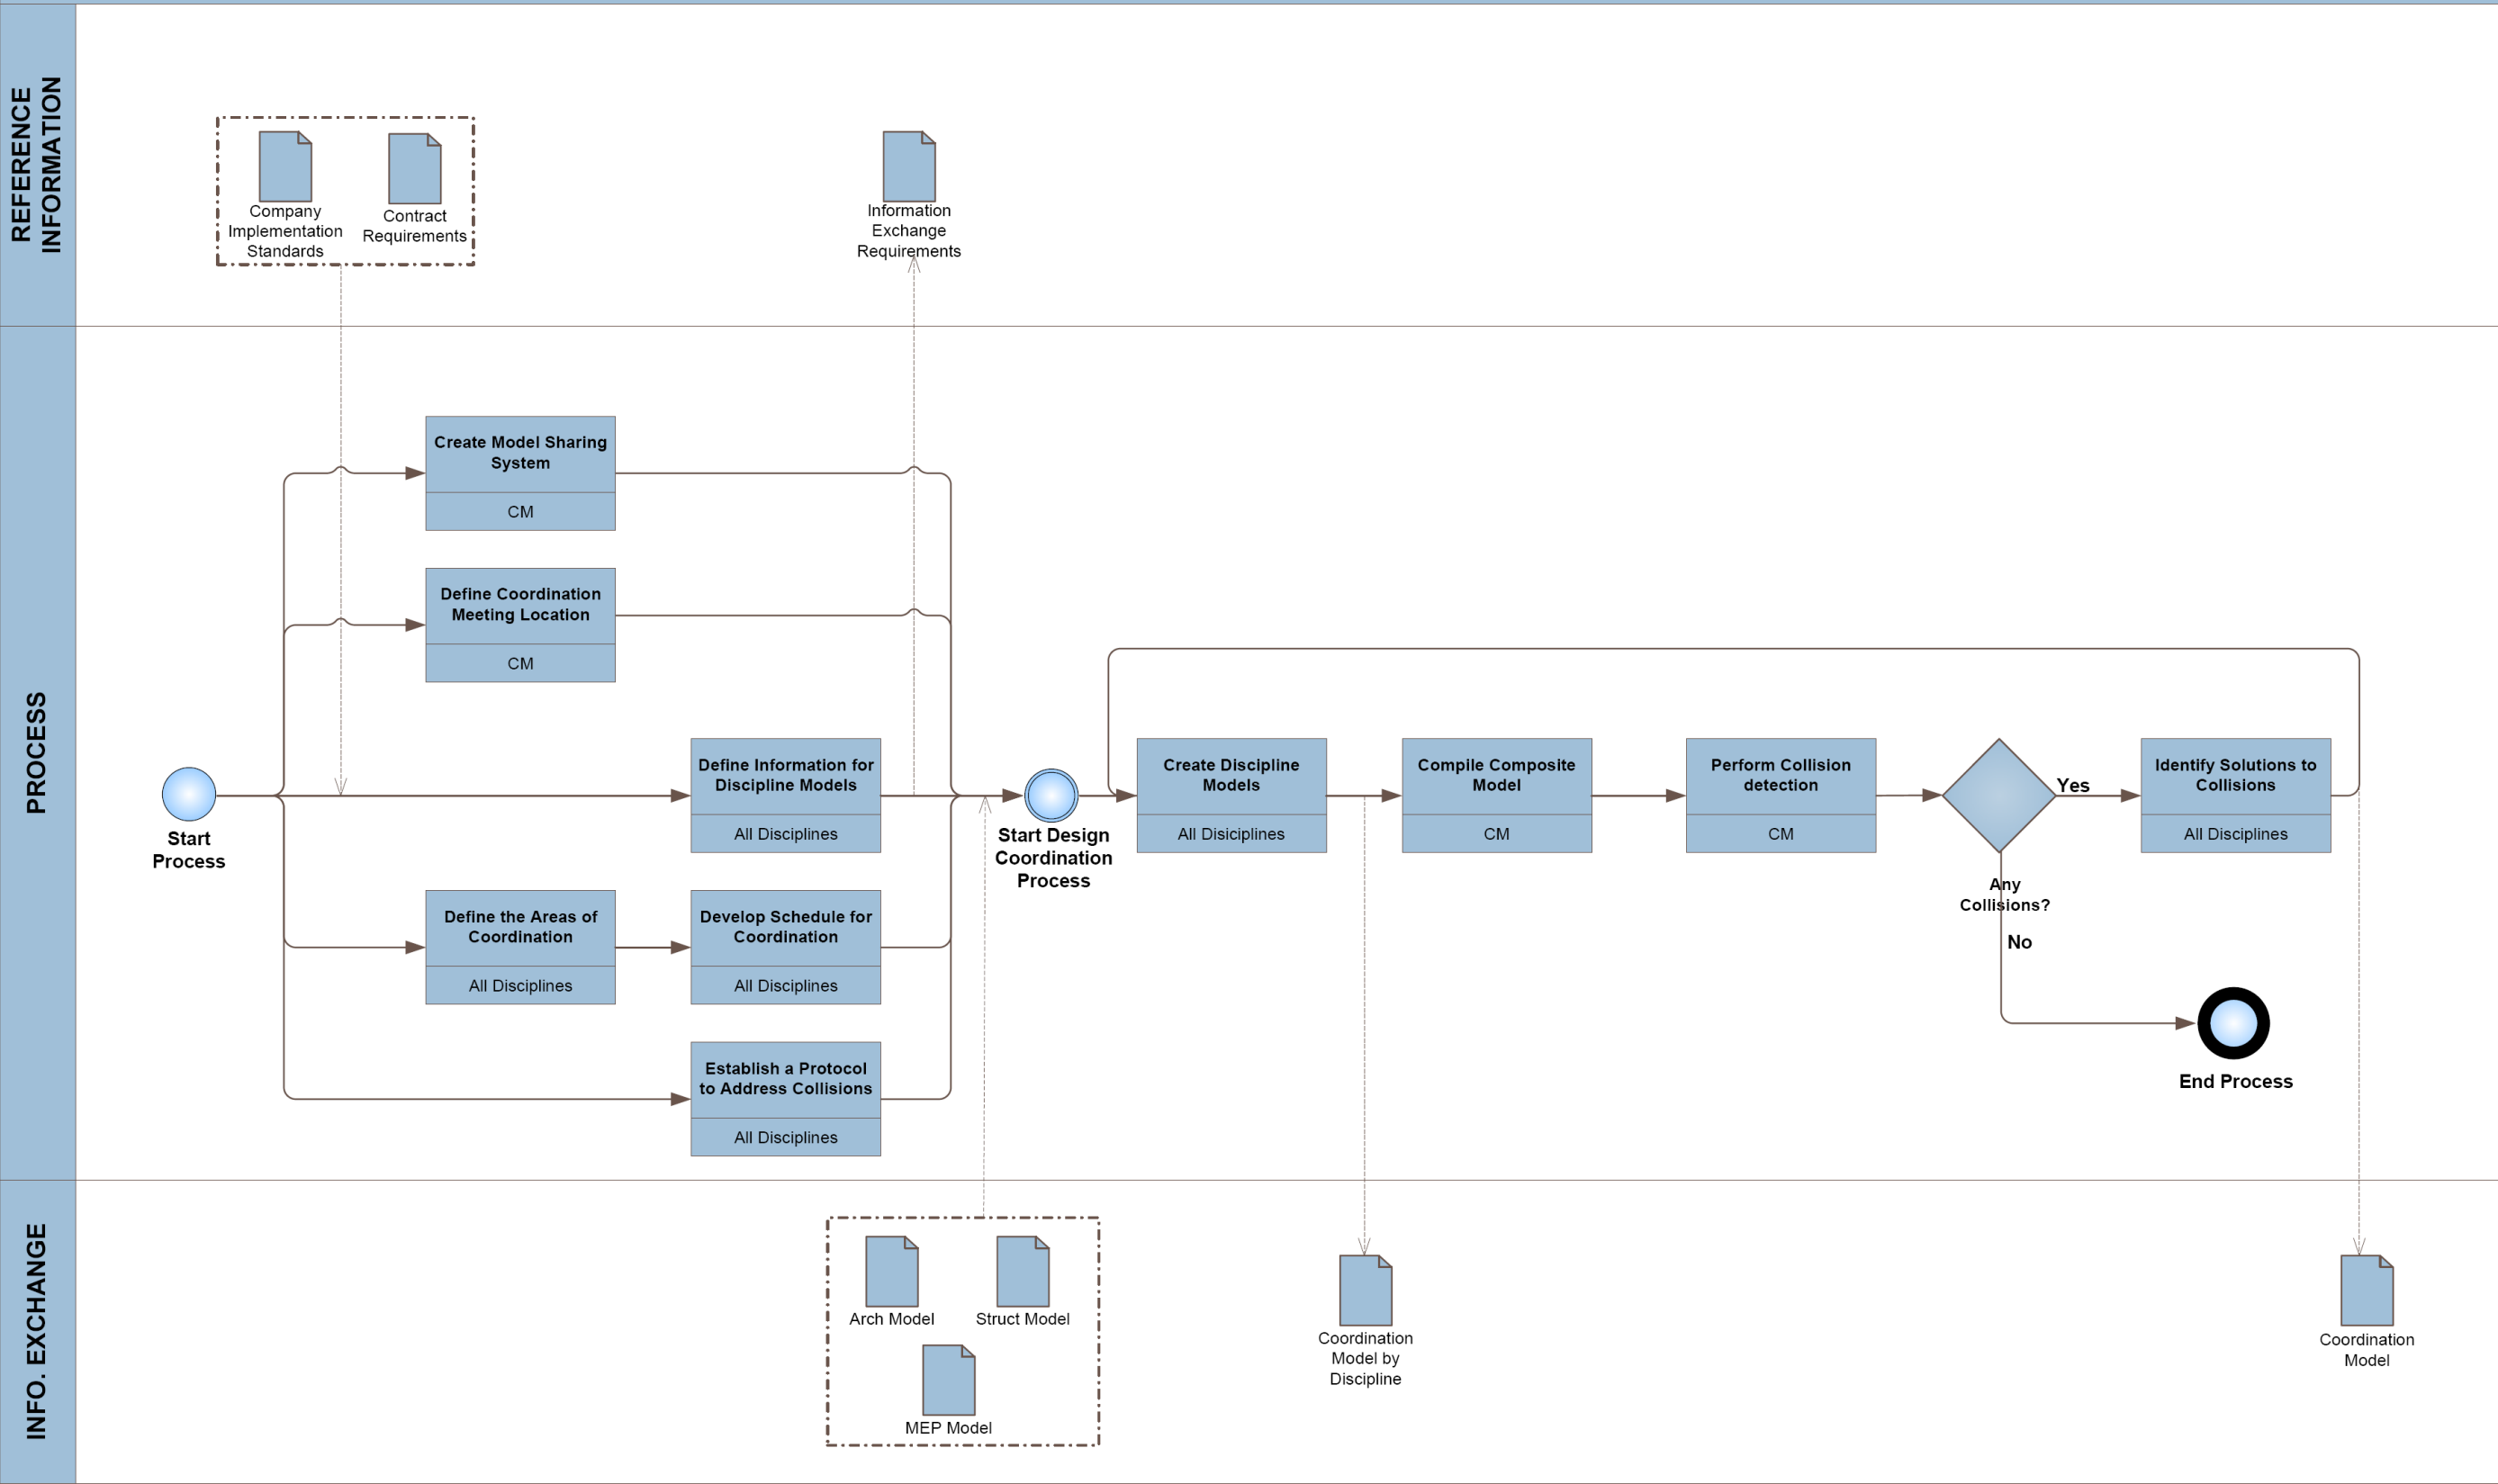 REFERENCE
INFORMATION
Company
Implementation
Standards
Contract
Requirements
Information
Exchange
Requirements
PROCESS
Start
Process
Create Model Sharing
System
CM
Define Coordination
Meeting Location
CM
Define Information for
Discipline Models
All Disciplines
Define the Areas of
Coordination
All Disciplines
Develop Schedule for
Coordination
All Disciplines
Establish a Protocol
to Address Collisions
All Disciplines
Start Design
Coordination
Process
Create Discipline
Models
All Disiciplines
Compile Composite
Model
CM
Perform Collision
detection
CM
Any
Collisions?
Yes
No
Identify Solutions to
Collisions
All Disciplines
End Process
INFO. EXCHANGE
Arch Model
Struct Model
MEP Model
Coordination
Model by
Discipline
Coordination
Model